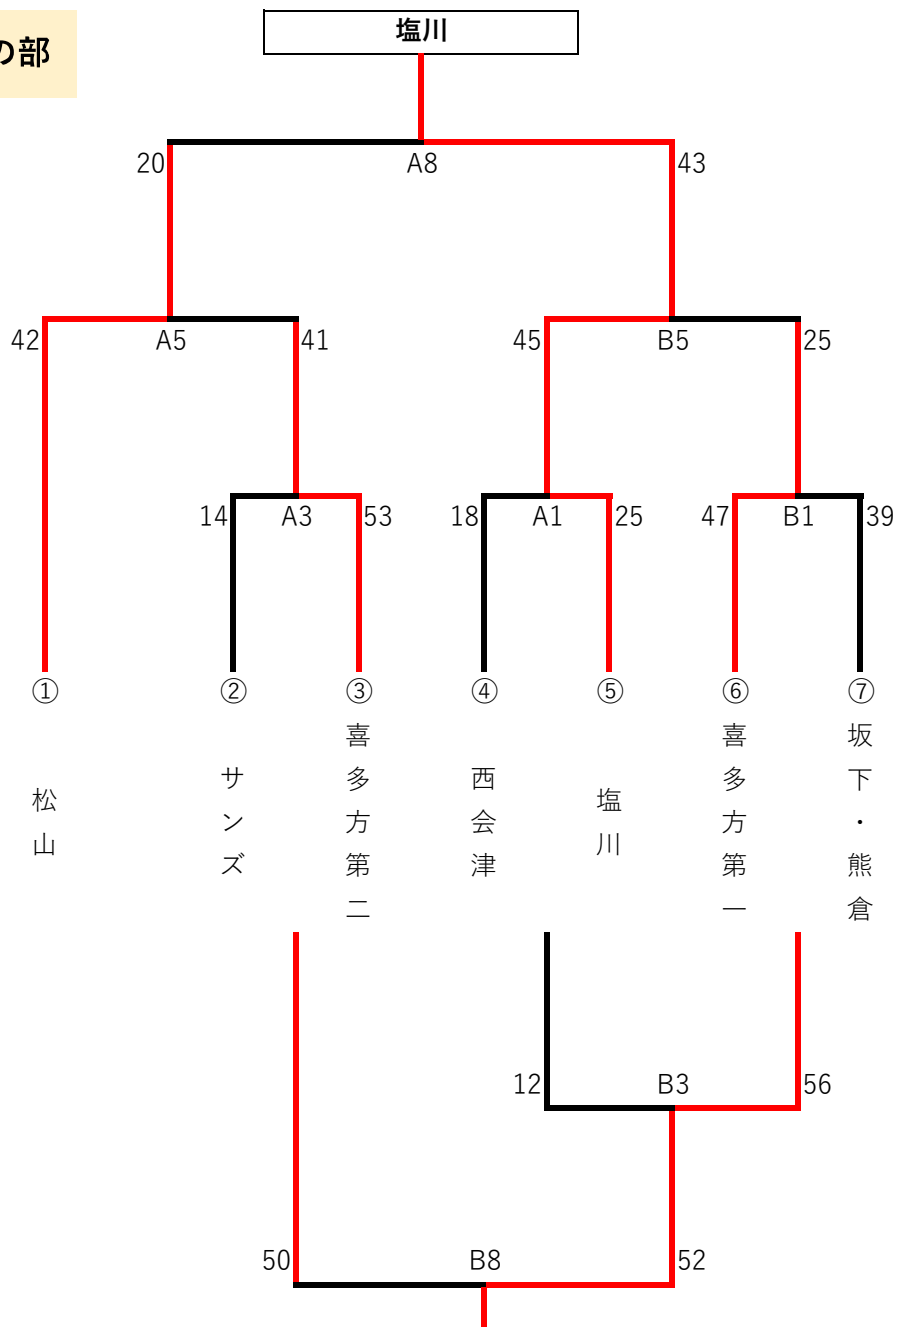 の部
塩川
20 A8 43
42 A5 41 45 B5 25
14 A3 53 18 A1 25 47 B1 39
① ② ③ ④ ⑤ ⑥ ⑦
松山
サンズ
喜多方第二
西会津
塩川
喜多方第一
坂下・熊倉
12 B3 56
50 B8 52